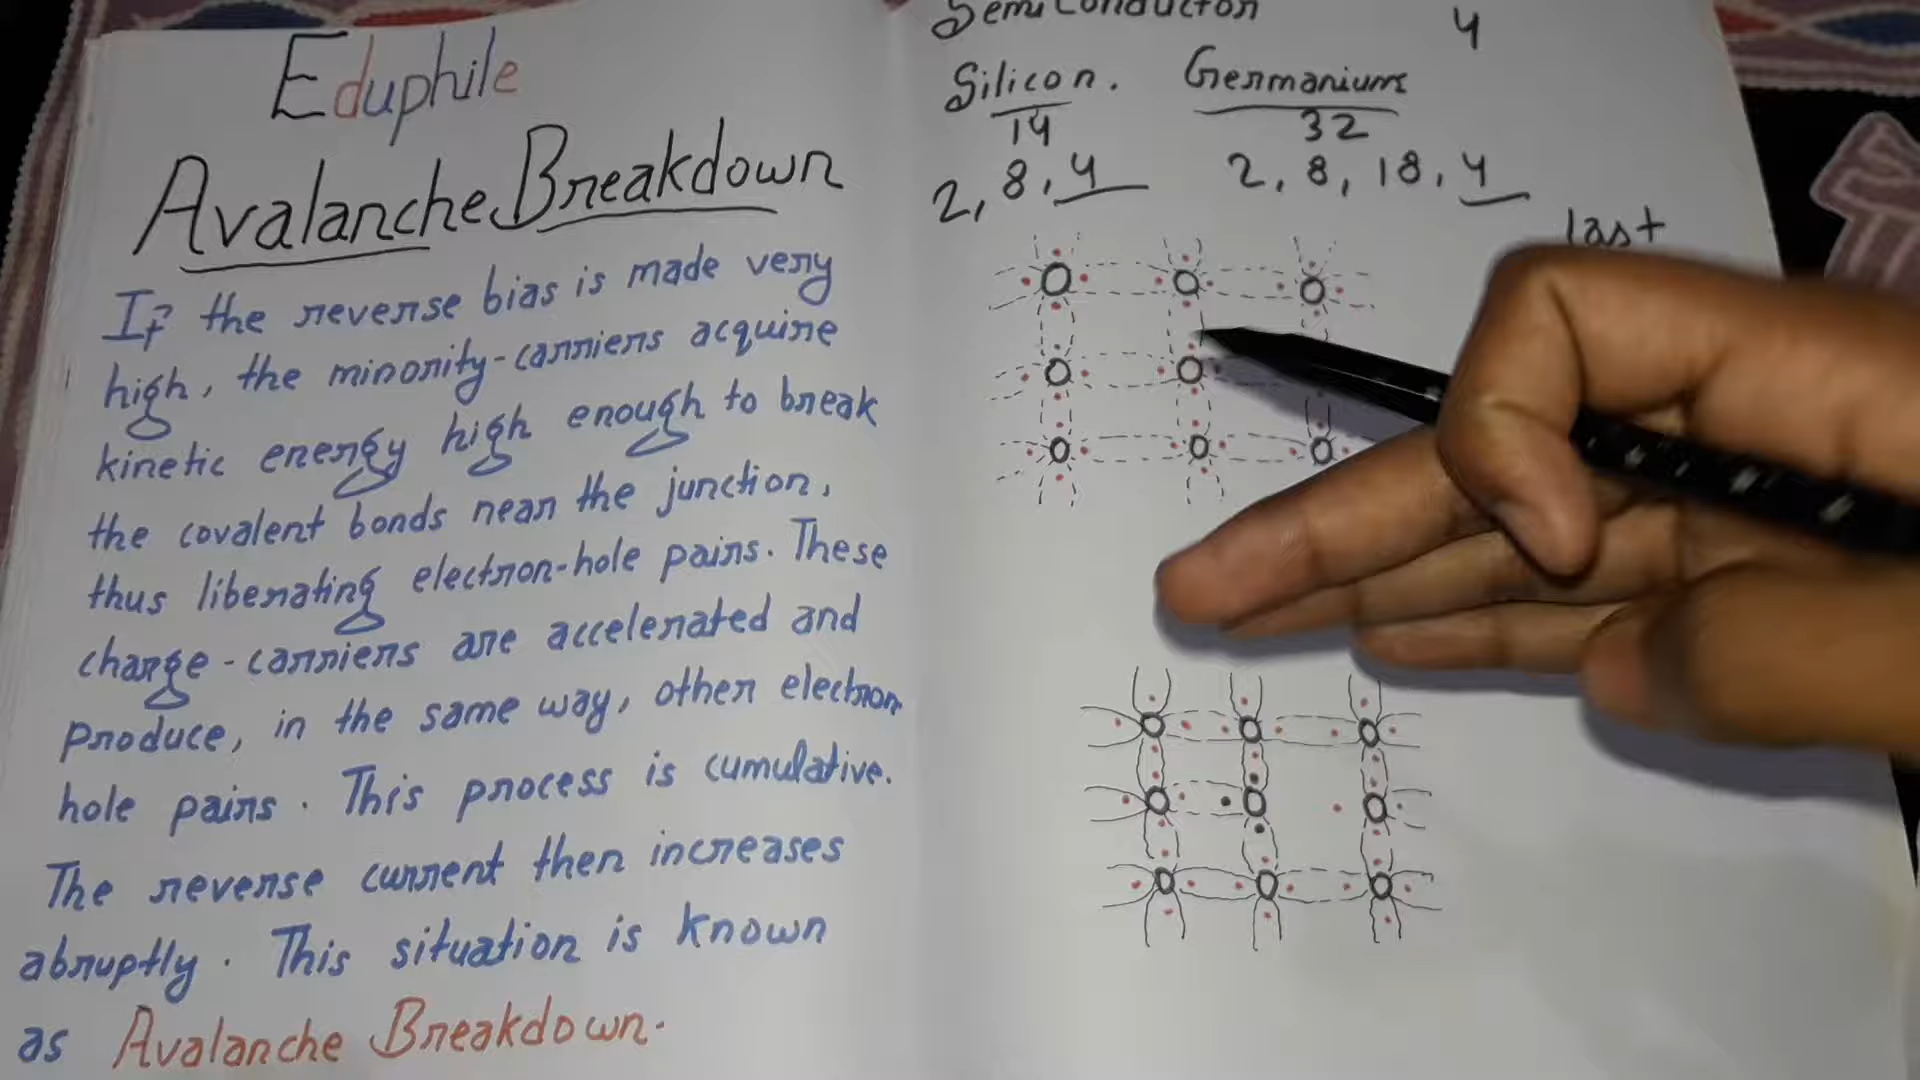 Eduphile
Avalanche Breakdown
If the reverse bias is made very
high, the minority-carriers acquire
kinetic energy high enough to break
the covalent bonds near the junction,
thus liberating electron-hole pairs. These
charge-carriers are accelerated and
produce, in the same way, other electron
hole pairs. This process is cumulative.
The reverse current then increases
abruptly. This situation is known
as Avalanche Breakdown.
Semiconductor 4
Silicon. Germanium
14 32
2, 8, 4 2, 8, 18, 4
last